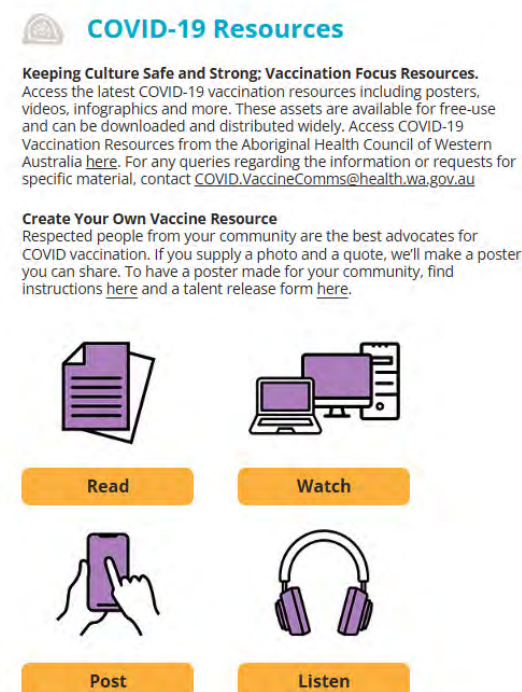 COVID-19 Resources
Keeping Culture Safe and Strong: Vaccination Focus Resources.
Access the latest COVID-19 vaccination resources including posters,
videos, infographics and more. These assets are available for free-use
and can be downloaded and distributed widely. Access COVID-19
Vaccination Resources from the Aboriginal Health Council of Western
Australia here. For any queries regarding the information or requests for
specific material, contact COVID.VaccineComms@health.wa.gov.au
Create Your Own Vaccine Resource
Respected people from your community are the best advocates for
COVID vaccination. If you supply a photo and a quote, we'll make a poster
you can share. To have a poster made for your community, find
instructions here and a talent release form here.
Read
Watch
Post
Listen